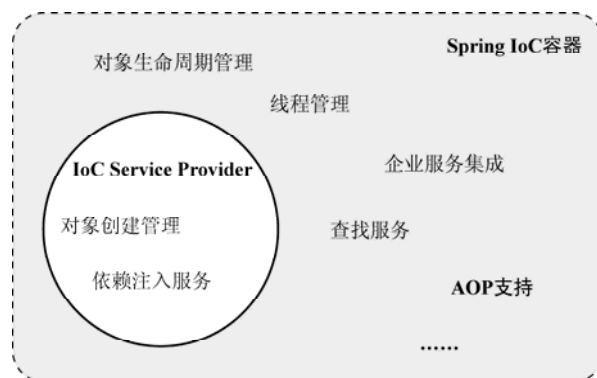 Spring IoC容器
对象生命周期管理
线程管理
企业服务集成
IoC Service Provider
对象创建管理
查找服务
依赖注入服务
AOP支持
......